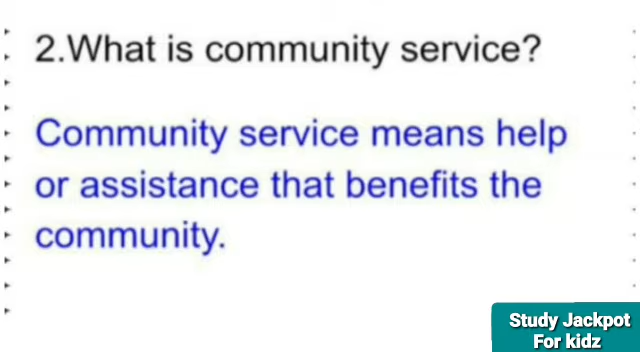 2.What is community service?
Community service means help
or assistance that benefits the
community.
Study Jackpot
For kidz